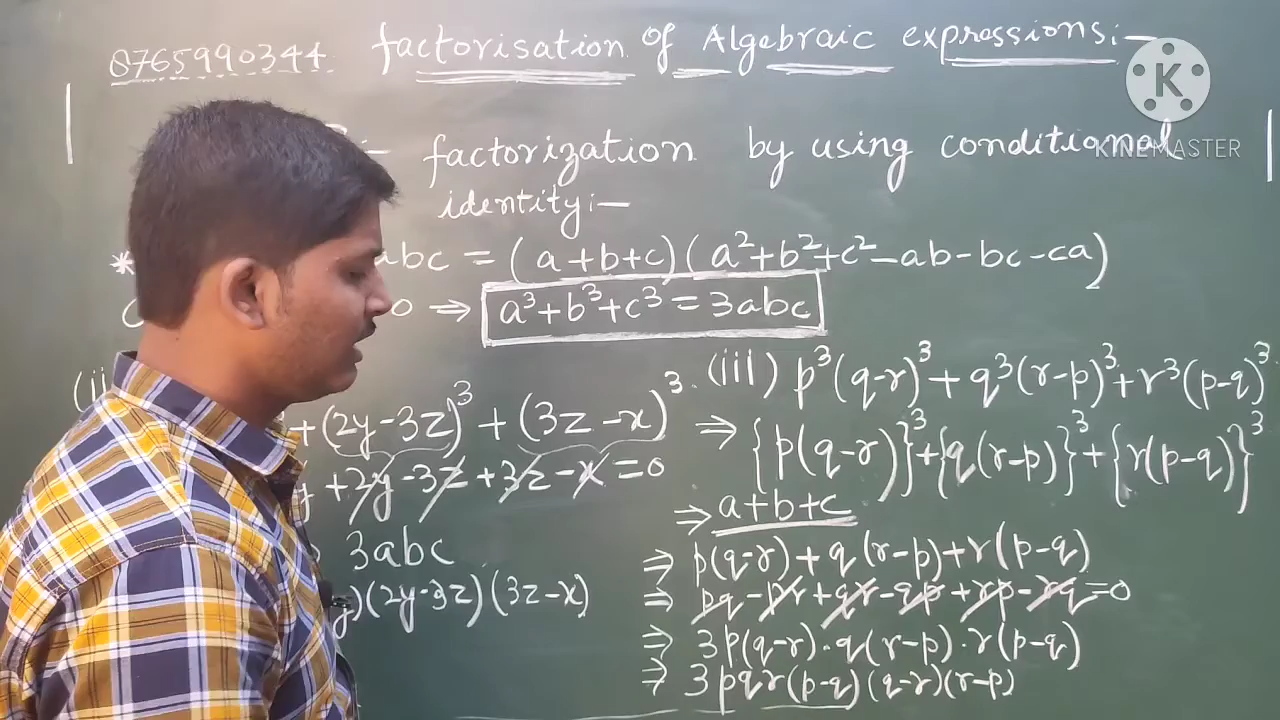 8765990344 factorisation of Algebraic expressions:-
factorization by using conditional
identity:-
* abc = (a+b+c)(a²+b²+c²-ab-bc-ca)
0 ⇒ a³+b³+c³ = 3abc
+(2y-3z)³ + (3z-x)³.
y +2y-3z +3z-x =0
3abc
y)(2y-3z)(3z-x)
(iii) p³(q-r)³ + q³(r-p)³+r³(p-q)³
⇒ {p(q-r)}³+{q(r-p)}³+{r(p-q)}³
⇒ a+b+c
⇒ p(q-r)+q(r-p)+r(p-q)
⇒ pq-pr+qr-qp+rp-rq=0
⇒ 3p(q-r).q(r-p).r(p-q)
⇒ 3pqr(p-q)(q-r)(r-p)
K
KINEMASTER